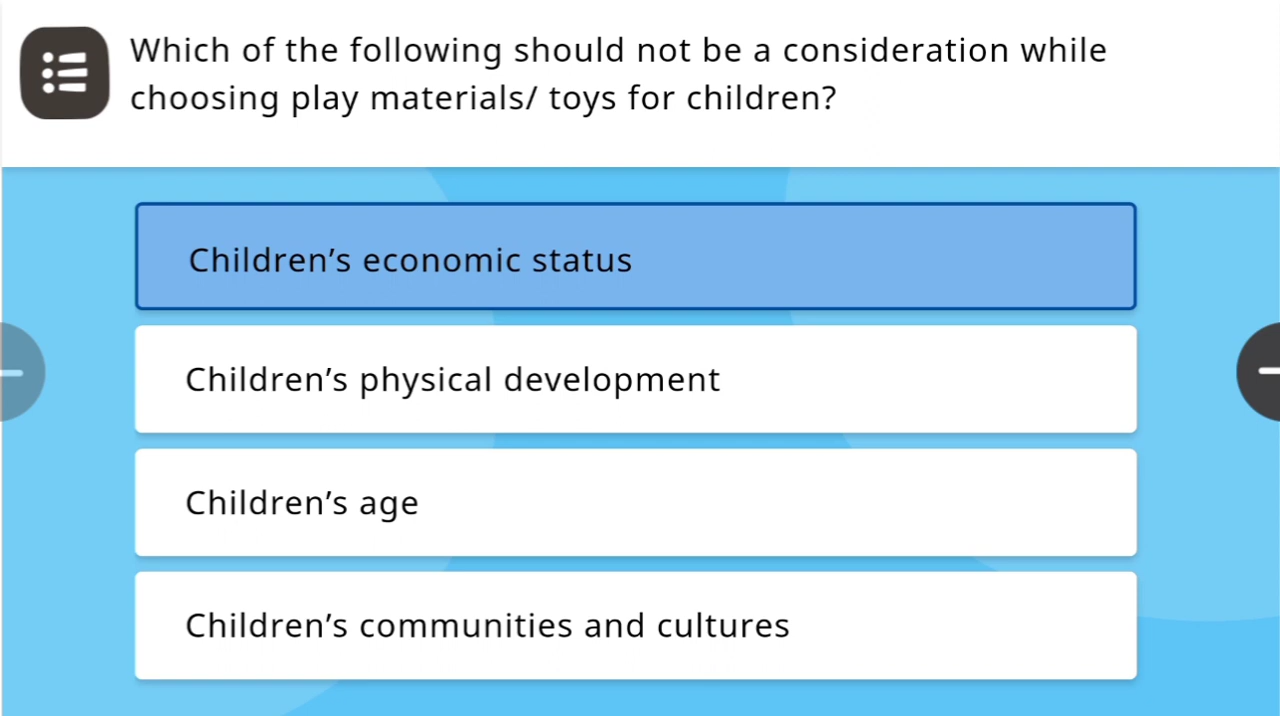 Which of the following should not be a consideration while
choosing play materials/ toys for children?
Children’s economic status
Children’s physical development
Children’s age
Children’s communities and cultures